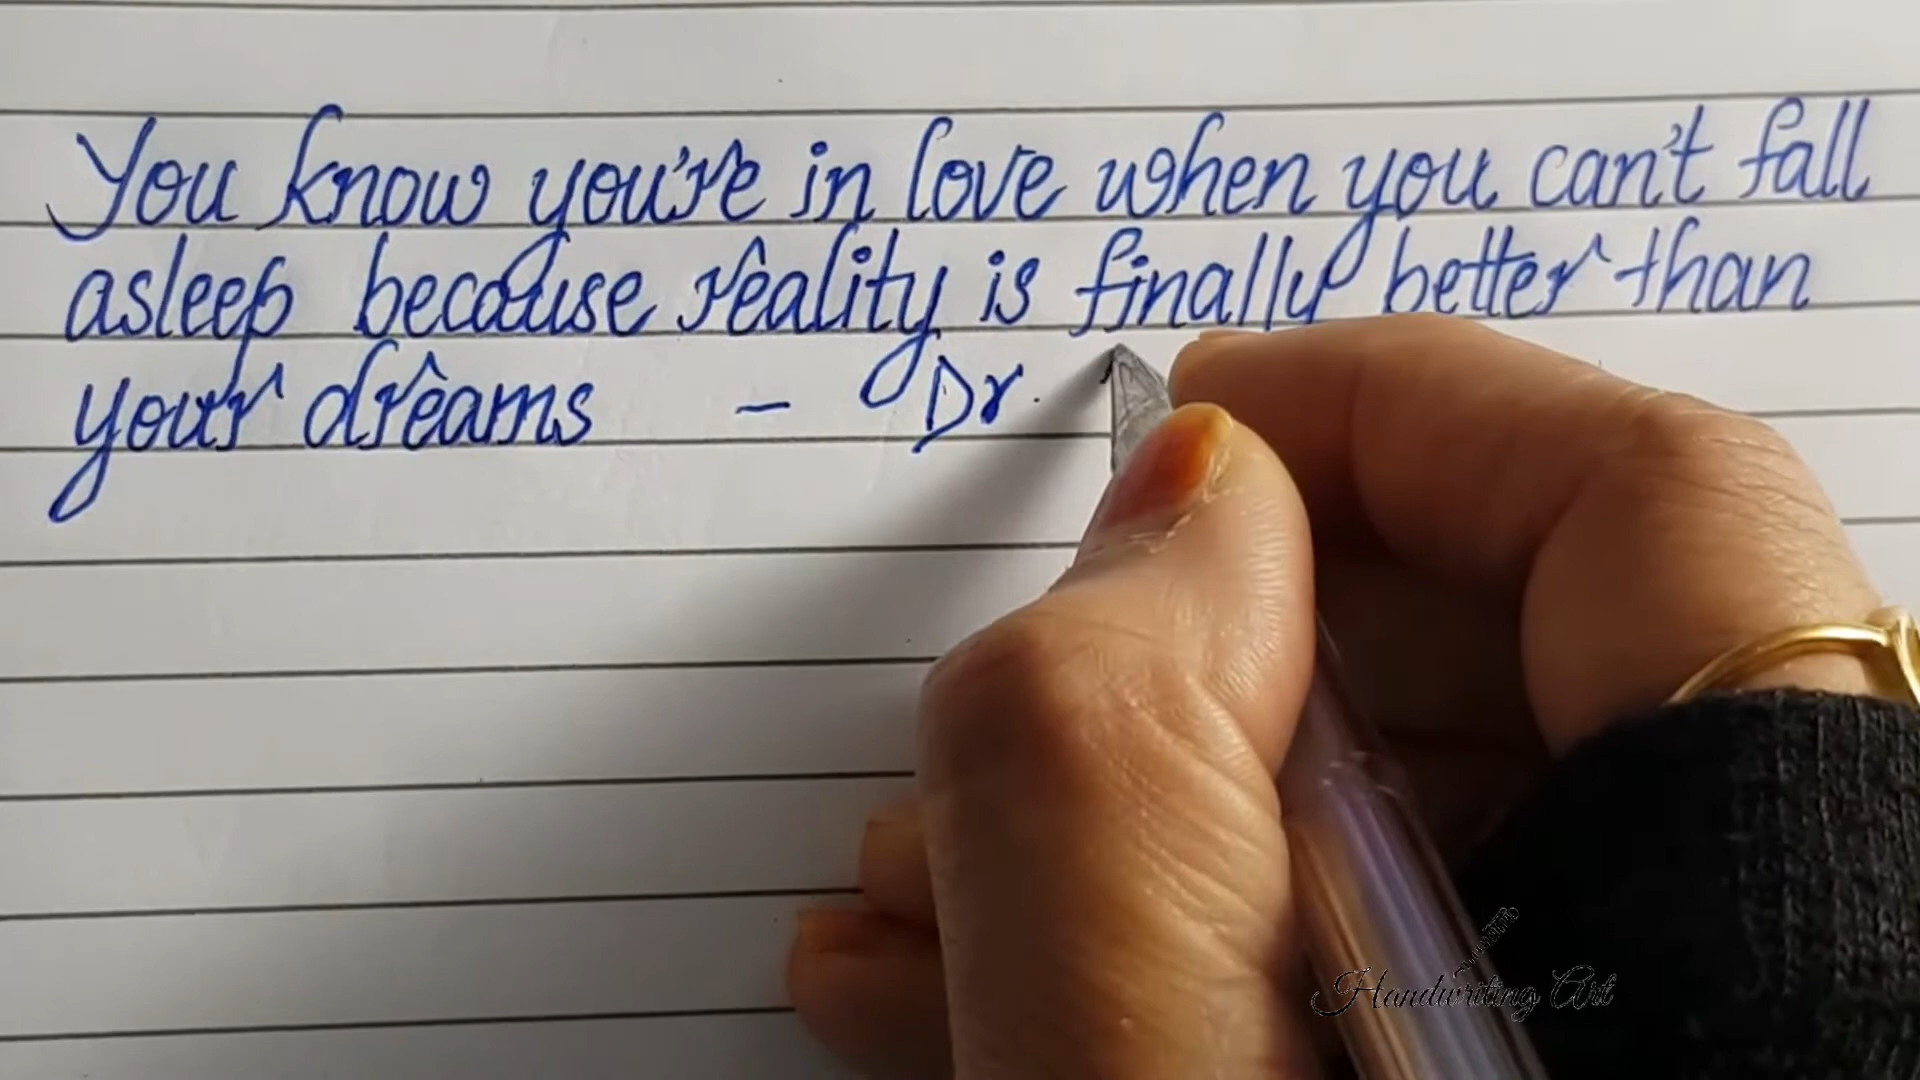 You know you're in love when you can't fall
asleep because reality is finally better than
your dreams - Dr.
Handwriting Art